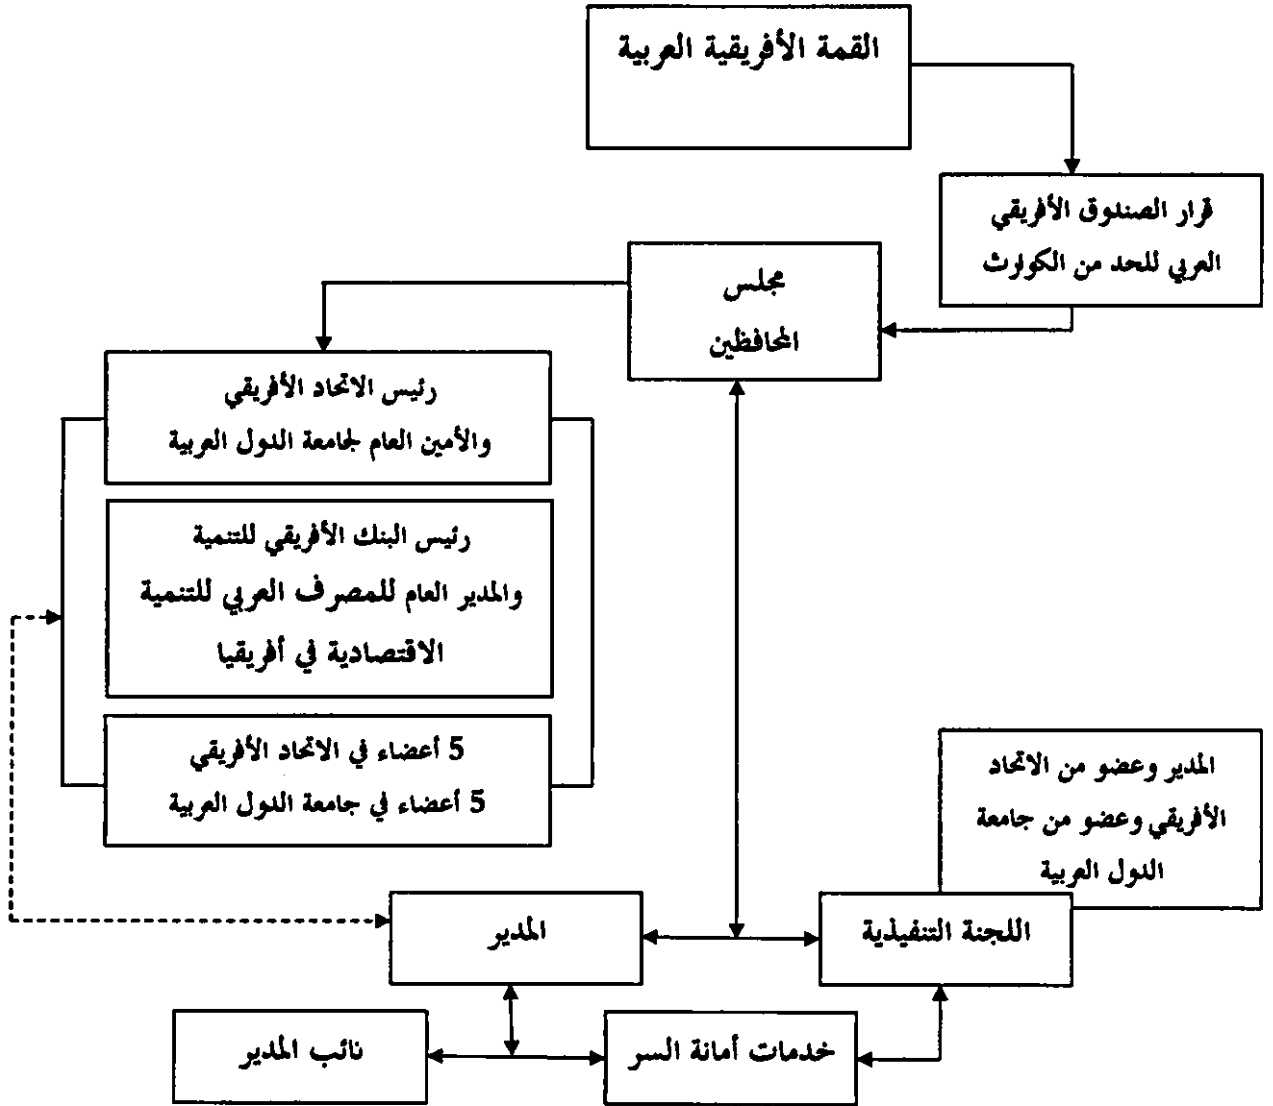 القمة الأفريقية العربية
قرار الصندوق الأفريقي
العربي للحد من الكوارث
مجلس
المحافظين
رئيس الاتحاد الأفريقي
والأمين العام لجامعة الدول العربية
رئيس البنك الأفريقي للتنمية
والمدير العام للمصرف العربي للتنمية
الاقتصادية في أفريقيا
5 أعضاء في الاتحاد الأفريقي
5 أعضاء في جامعة الدول العربية
المدير وعضو من الاتحاد
الأفريقي وعضو من جامعة
الدول العربية
اللجنة التنفيذية
المدير
خدمات أمانة السر
نائب المدير